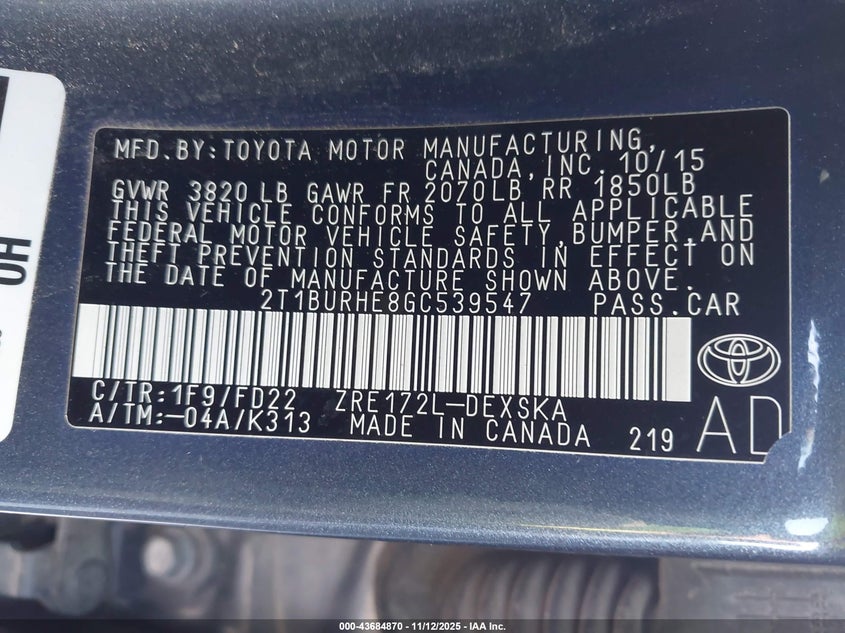 HO
MFD.BY:TOYOTA MOTOR MANUFACTURING,
CANADA,INC. 10/15
GVWR 3820 LB GAWR FR 2070LB RR 1850LB
THIS VEHICLE CONFORMS TO ALL APPLICABLE
FEDERAL MOTOR VEHICLE SAFETY,BUMPER,AND
THEFT PREVENTION STANDARDS IN EFFECT ON
THE DATE OF MANUFACTURE SHOWN ABOVE.
2T1BURHE8GC539547 PASS.CAR
C/TR:1F9/FD22 ZRE172L-DEXSKA
A/TM:-04A/K313 MADE IN CANADA 219 AD
000-43684870 - 11/12/2025 - IAA Inc.